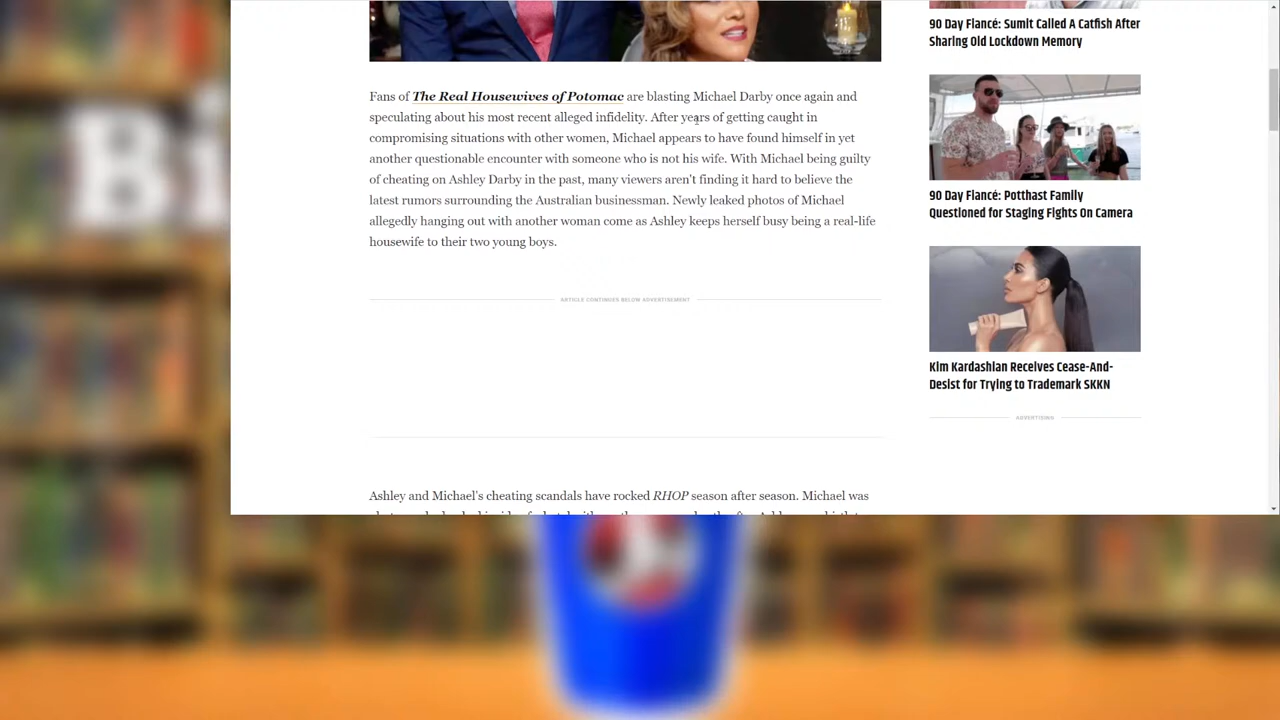 Fans of The Real Housewives of Potomac are blasting Michael Darby once again and
speculating about his most recent alleged infidelity. After years of getting caught in
compromising situations with other women, Michael appears to have found himself in yet
another questionable encounter with someone who is not his wife. With Michael being guilty
of cheating on Ashley Darby in the past, many viewers aren't finding it hard to believe the
latest rumors surrounding the Australian businessman. Newly leaked photos of Michael
allegedly hanging out with another woman come as Ashley keeps herself busy being a real-life
housewife to their two young boys.
ARTICLE CONTINUES BELOW ADVERTISEMENT
Ashley and Michael's cheating scandals have rocked RHOP season after season. Michael was
90 Day Fiancé: Sumit Called A Catfish After
Sharing Old Lockdown Memory
90 Day Fiancé: Potthast Family
Questioned for Staging Fights On Camera
Kim Kardashian Receives Cease-And-
Desist for Trying to Trademark SKKN
ADVERTISING